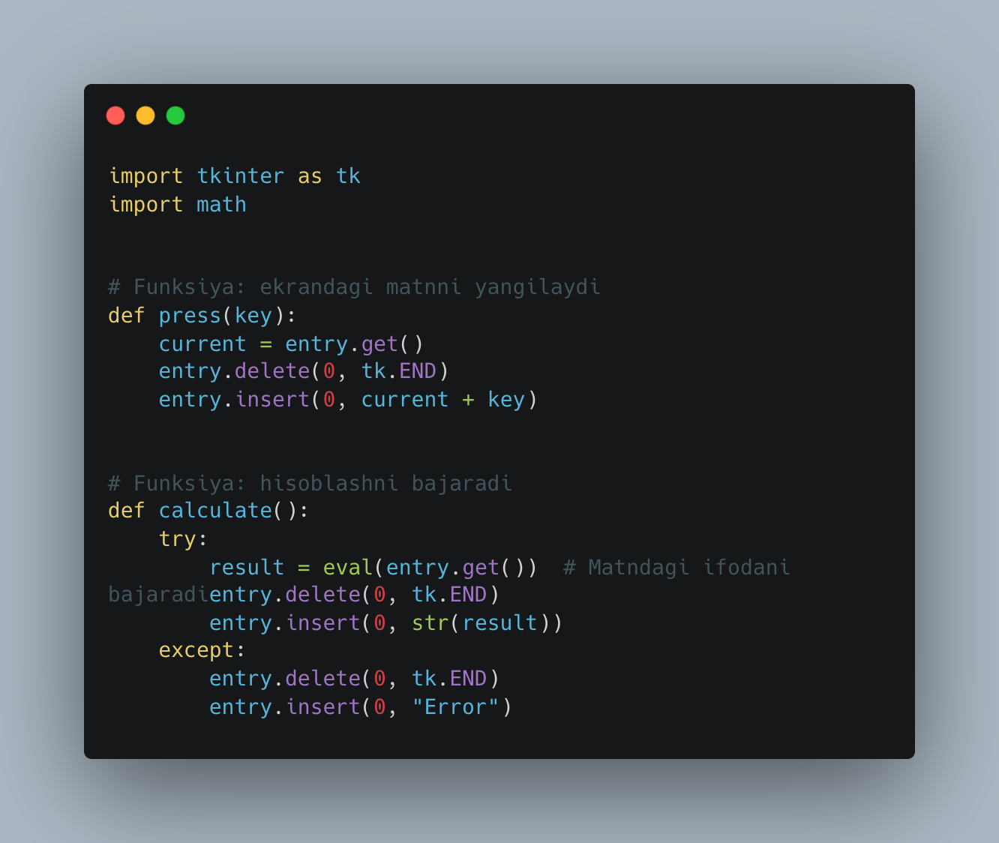 import tkinter as tk
import math
# Funksiya: ekrandagi matnni yangilaydi
def press(key):
    current = entry.get()
    entry.delete(0, tk.END)
    entry.insert(0, current + key)
# Funksiya: hisoblashni bajaradi
def calculate():
    try:
        result = eval(entry.get())  # Matndagi ifodani
bajaradientry.delete(0, tk.END)
        entry.insert(0, str(result))
    except:
        entry.delete(0, tk.END)
        entry.insert(0, "Error")